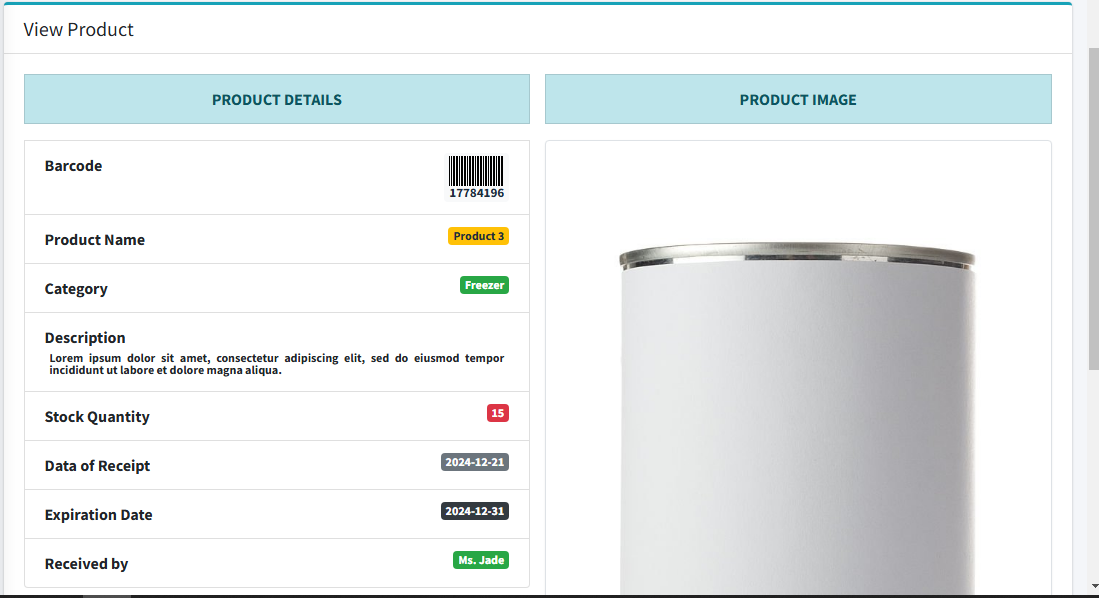 View Product
PRODUCT DETAILS
PRODUCT IMAGE
Barcode
17784196
Product Name
Product 3
Category
Freezer
Description
Lorem ipsum dolor sit amet, consectetur adipiscing elit, sed do eiusmod tempor
incididunt ut labore et dolore magna aliqua.
Stock Quantity
15
Data of Receipt
2024-12-21
Expiration Date
2024-12-31
Received by
Ms. Jade